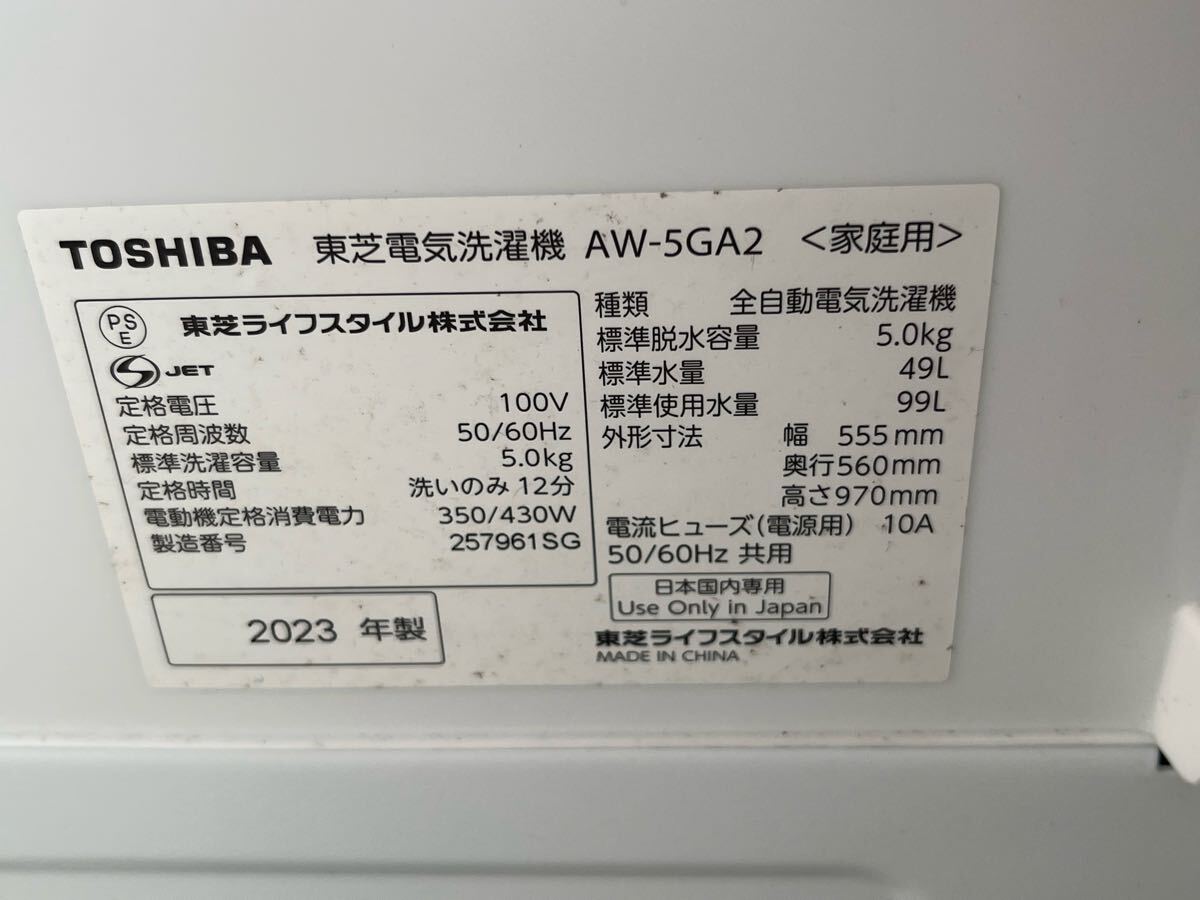 TOSHIBA 東芝電気洗濯機 AW-5GA2 <家庭用>
PS
E
東芝ライフスタイル株式会社
S JET
定格電圧 100V
定格周波数 50/60Hz
標準洗濯容量 5.0kg
定格時間 洗いのみ 12分
電動機定格消費電力 350/430W
製造番号 257961SG
2023 年製
種類 全自動電気洗濯機
標準脱水容量 5.0kg
標準水量 49L
標準使用水量 99L
外形寸法 幅 555mm
奥行560mm
高さ970mm
電流ヒューズ(電源用) 10A
50/60Hz 共用
日本国内専用
Use Only in Japan
東芝ライフスタイル株式会社
MADE IN CHINA